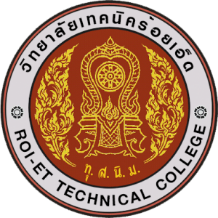 วิทยาลัยเทคนิคร้อยเอ็ด
ทุ. ส. นิ. ม.
ROI-ET TECHNICAL COLLEGE